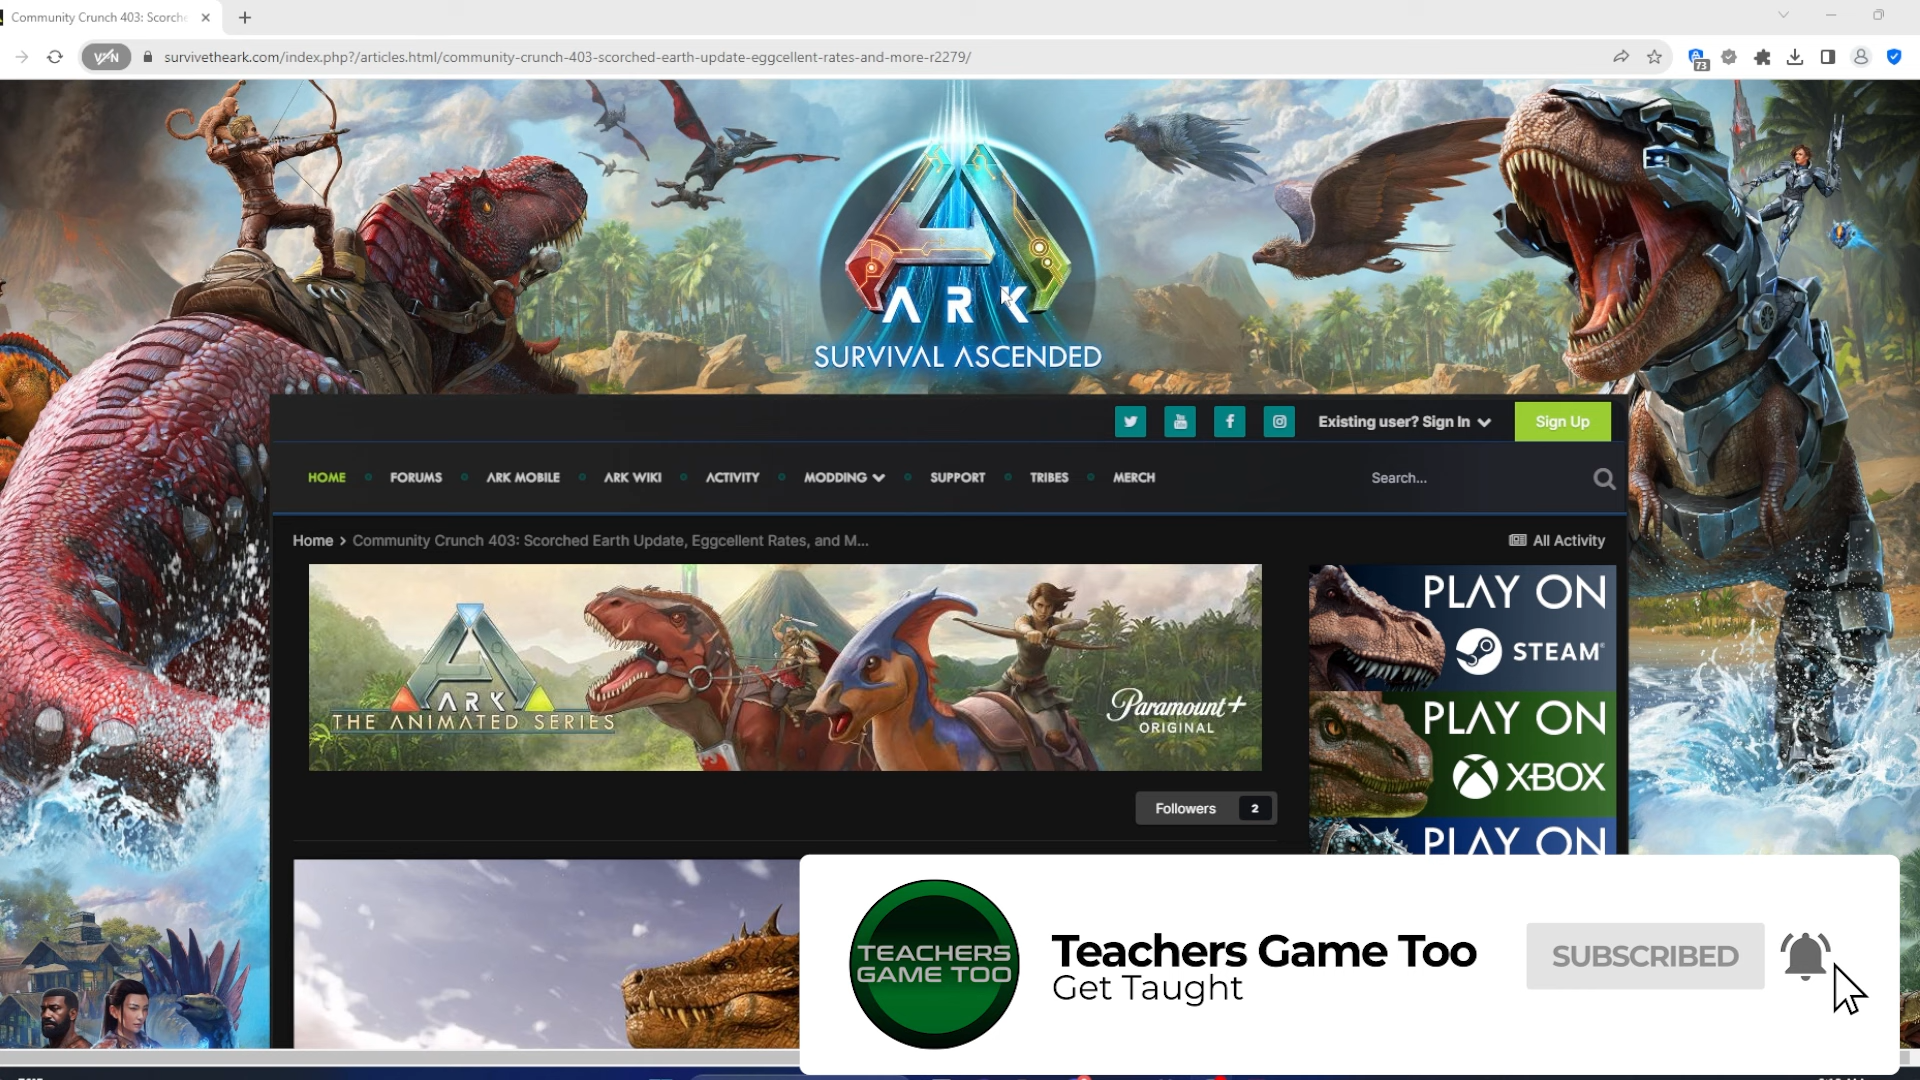 Community Crunch 403: Scorche
VPN
survivetheark.com/index.php?/articles.html/community-crunch-403-scorched-earth-update-eggcellent-rates-and-more-r2279/
73
ARK
SURVIVAL ASCENDED
Existing user? Sign In
Sign Up
HOME
FORUMS
ARK MOBILE
ARK WIKI
ACTIVITY
MODDING
SUPPORT
TRIBES
MERCH
Search...
Home > Community Crunch 403: Scorched Earth Update, Eggcellent Rates, and M...
All Activity
ARK
THE ANIMATED SERIES
Paramount+
ORIGINAL
PLAY ON
STEAM
PLAY ON
XBOX
PLAY ON
Followers 2
TEACHERS
GAME TOO
Teachers Game Too
Get Taught
SUBSCRIBED